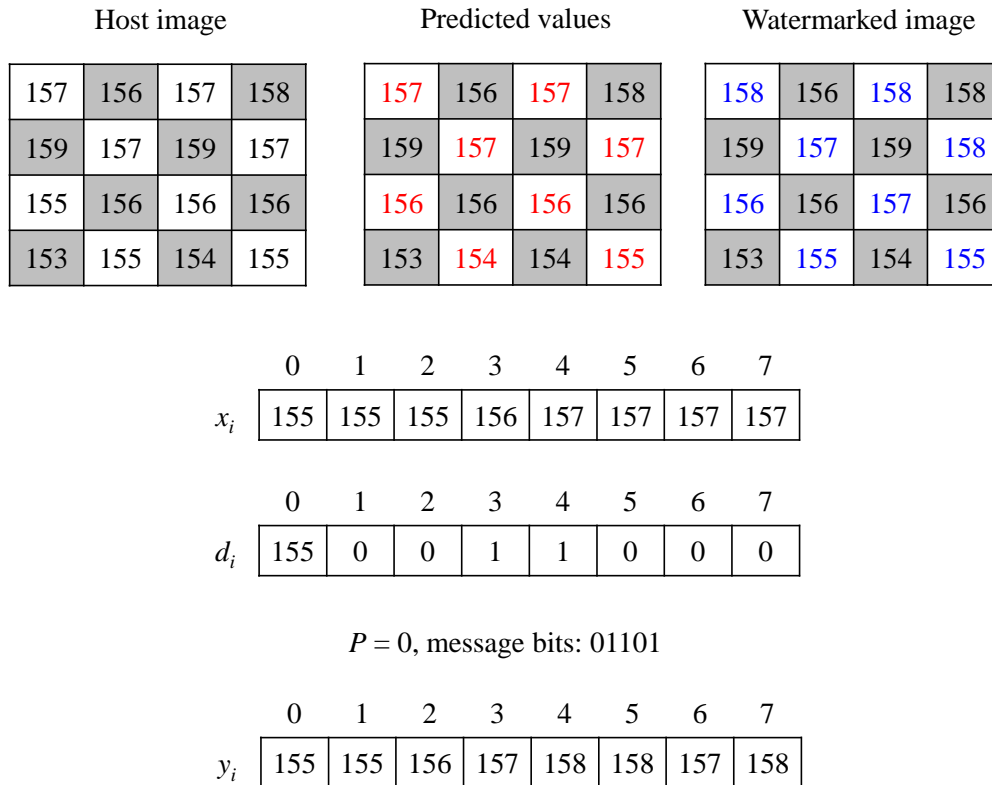 Host image Predicted values Watermarked image
157 156 157 158 157 156 157 158 158 156 158 158
159 157 159 157 159 157 159 157 159 157 159 158
155 156 156 156 156 156 156 156 156 156 157 156
153 155 154 155 153 154 154 155 153 155 154 155
0 1 2 3 4 5 6 7
x_i 155 155 155 156 157 157 157 157
0 1 2 3 4 5 6 7
d_i 155 0 0 1 1 0 0 0
P = 0, message bits: 01101
0 1 2 3 4 5 6 7
y_i 155 155 156 157 158 158 157 158